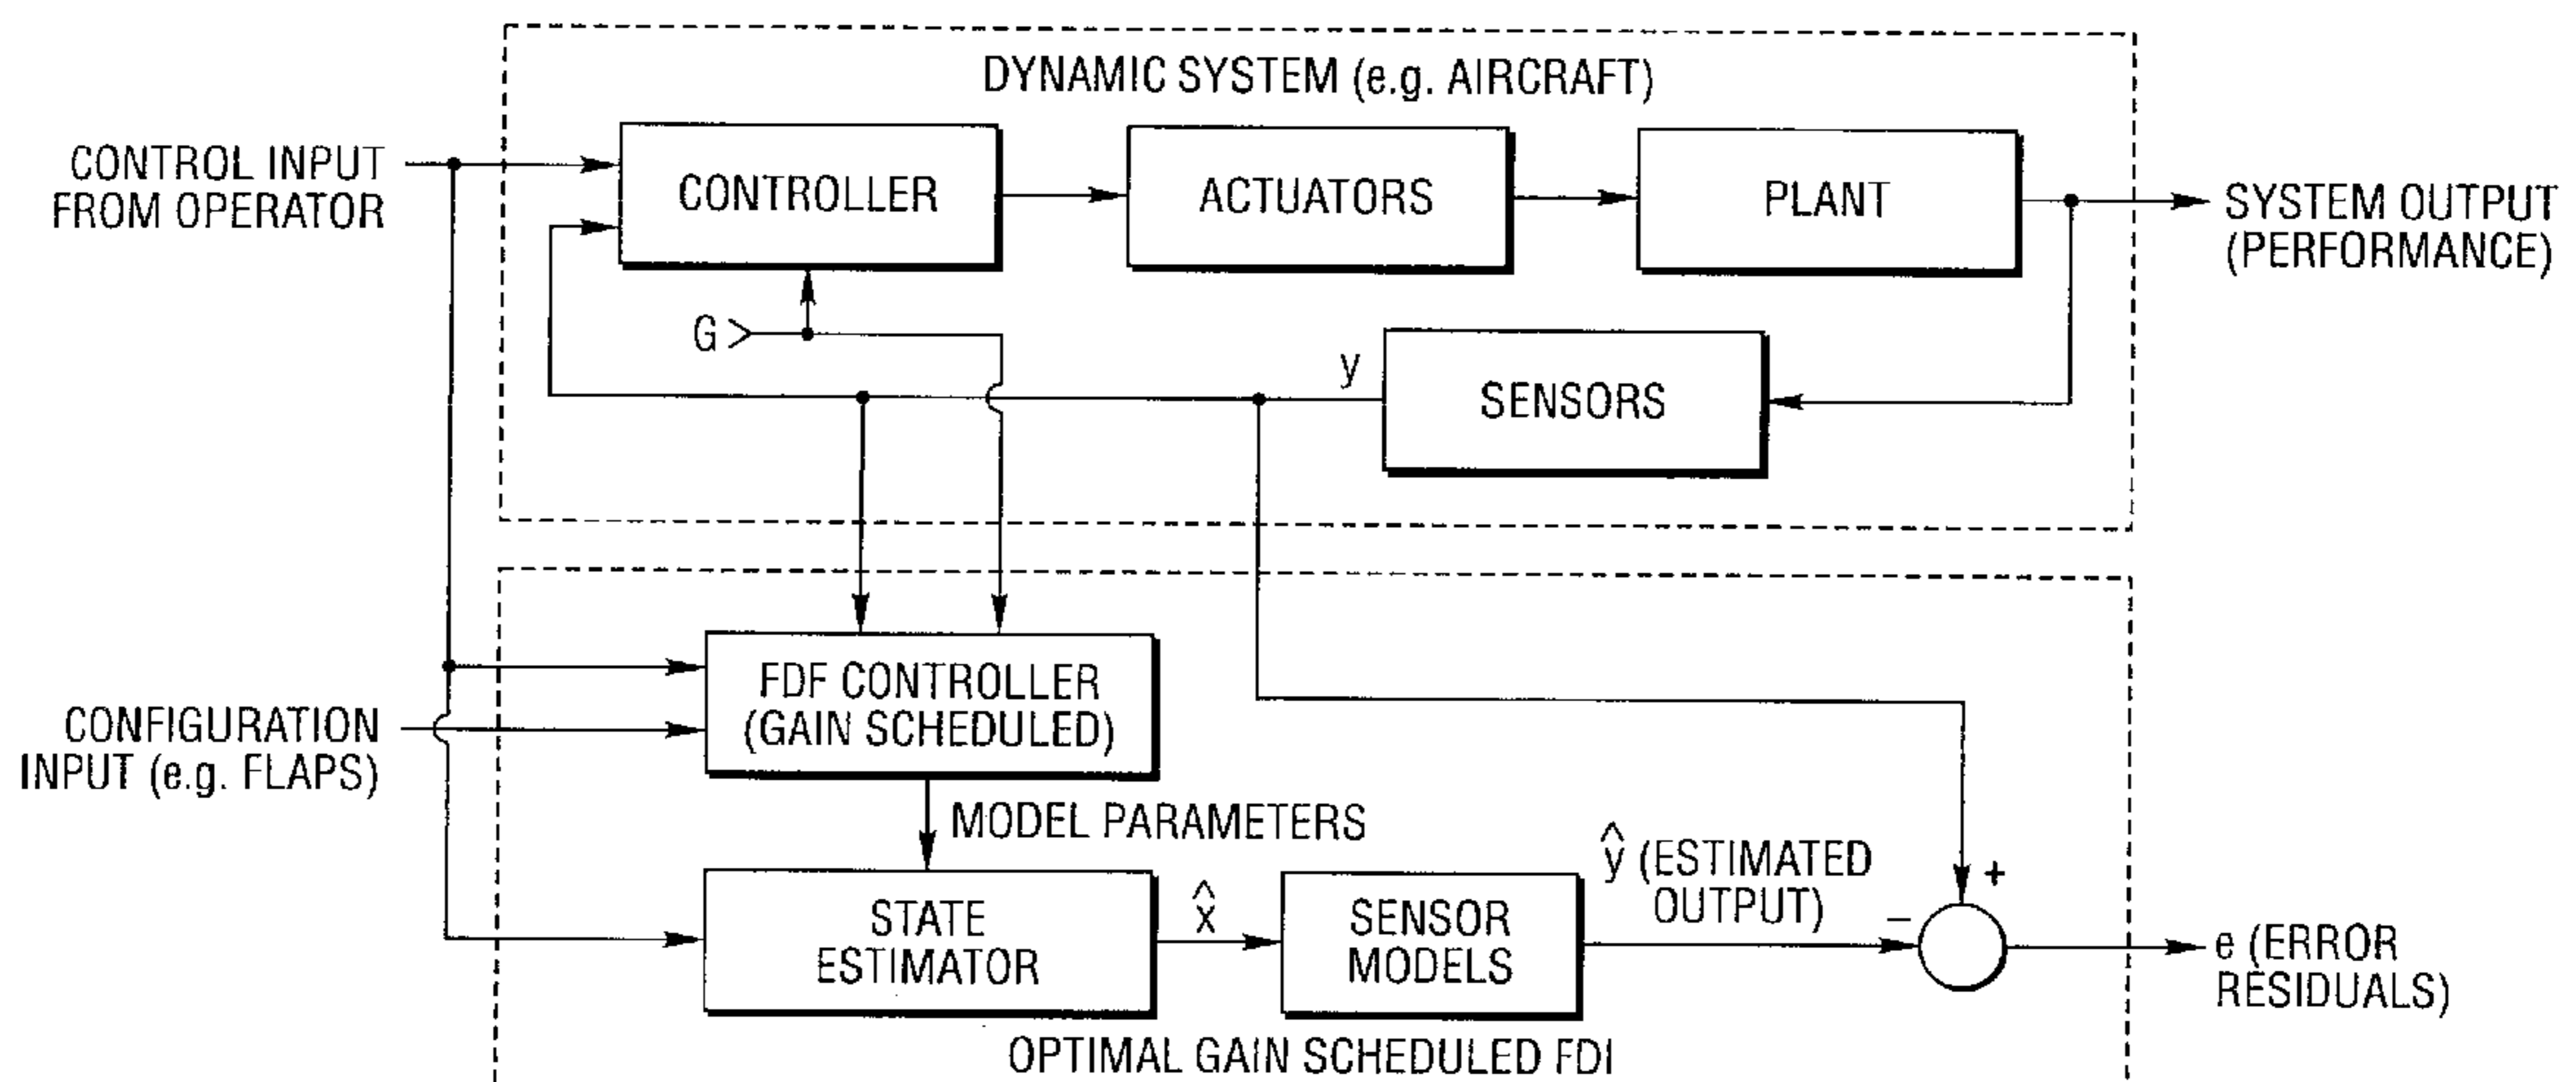 DYNAMIC SYSTEM (e.g. AIRCRAFT)
CONTROL INPUT
FROM OPERATOR
CONTROLLER
ACTUATORS
PLANT
SYSTEM OUTPUT
(PERFORMANCE)
G >
y
SENSORS
FDF CONTROLLER
(GAIN SCHEDULED)
CONFIGURATION
INPUT (e.g. FLAPS)
MODEL PARAMETERS
STATE
ESTIMATOR
x̂
SENSOR
MODELS
ŷ (ESTIMATED
OUTPUT)
+
−
e (ERROR
RESIDUALS)
OPTIMAL GAIN SCHEDULED FDI